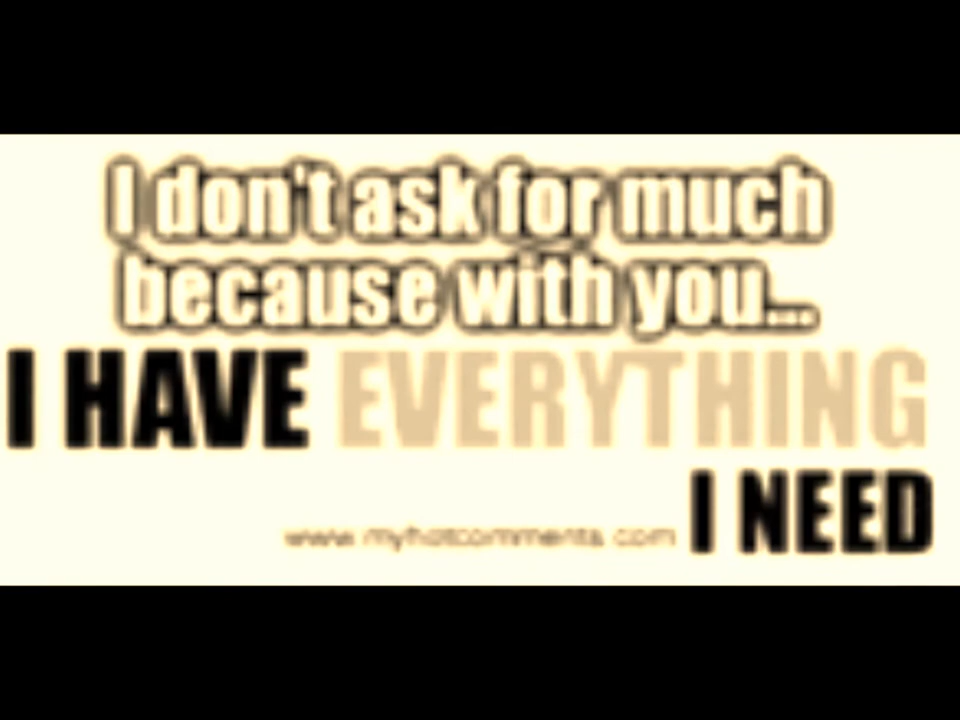 I don't ask for much
because with you...
I HAVE EVERYTHING
I NEED
www.myhotcomments.com